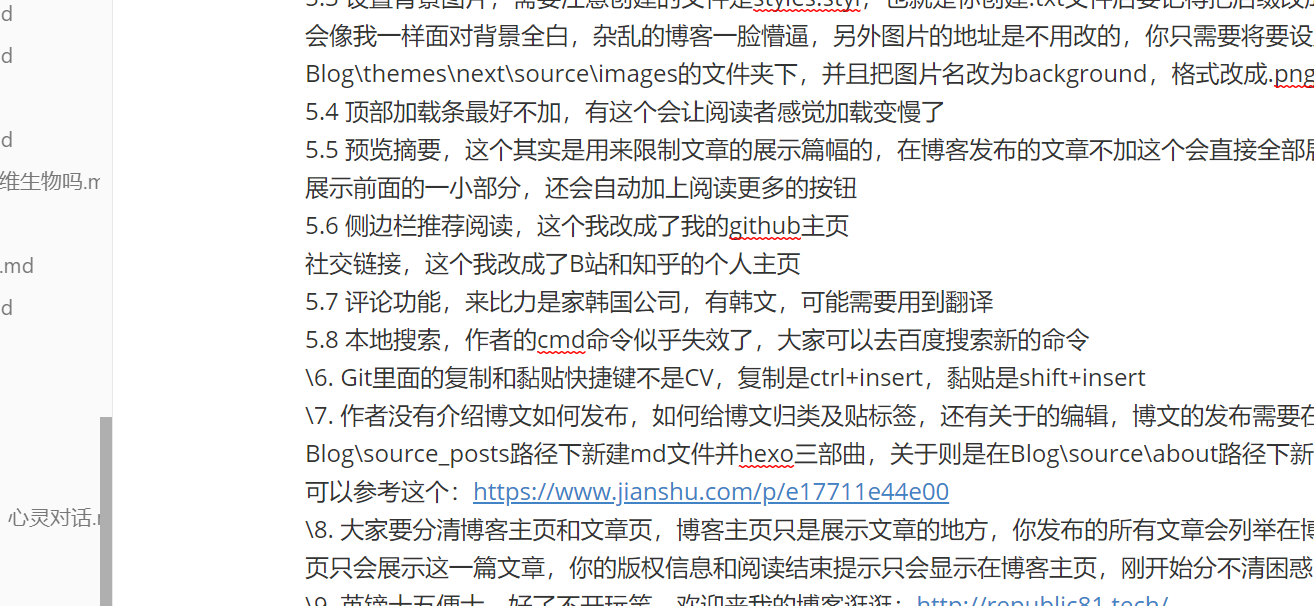 d
d
d
维生物吗.m
.md
d
心灵对话.
5.3 设置背景图片，需要注意创建的文件是styles.styl，也就是你创建.txt文件后要记得把后缀改成
会像我一样面对背景全白，杂乱的博客一脸懵逼，另外图片的地址是不用改的，你只需要将要设
Blog\themes\next\source\images的文件夹下，并且把图片名改为background，格式改成.png
5.4 顶部加载条最好不加，有这个会让阅读者感觉加载变慢了
5.5 预览摘要，这个其实是用来限制文章的展示篇幅的，在博客发布的文章不加这个会直接全部展
展示前面的一小部分，还会自动加上阅读更多的按钮
5.6 侧边栏推荐阅读，这个我改成了我的github主页
社交链接，这个我改成了B站和知乎的个人主页
5.7 评论功能，来比力是家韩国公司，有韩文，可能需要用到翻译
5.8 本地搜索，作者的cmd命令似乎失效了，大家可以去百度搜索新的命令
\6. Git里面的复制和黏贴快捷键不是CV，复制是ctrl+insert，黏贴是shift+insert
\7. 作者没有介绍博文如何发布，如何给博文归类及贴标签，还有关于的编辑，博文的发布需要在
Blog\source_posts路径下新建md文件并hexo三部曲，关于则是在Blog\source\about路径下新
可以参考这个：https://www.jianshu.com/p/e17711e44e00
\8. 大家要分清博客主页和文章页，博客主页只是展示文章的地方，你发布的所有文章会列举在博
页只会展示这一篇文章，你的版权信息和阅读结束提示只会显示在博客主页，刚开始分不清困惑
\9. 英镑十五便士，好了不开玩笑，欢迎来我的博客逛逛：http://republic81.tech/